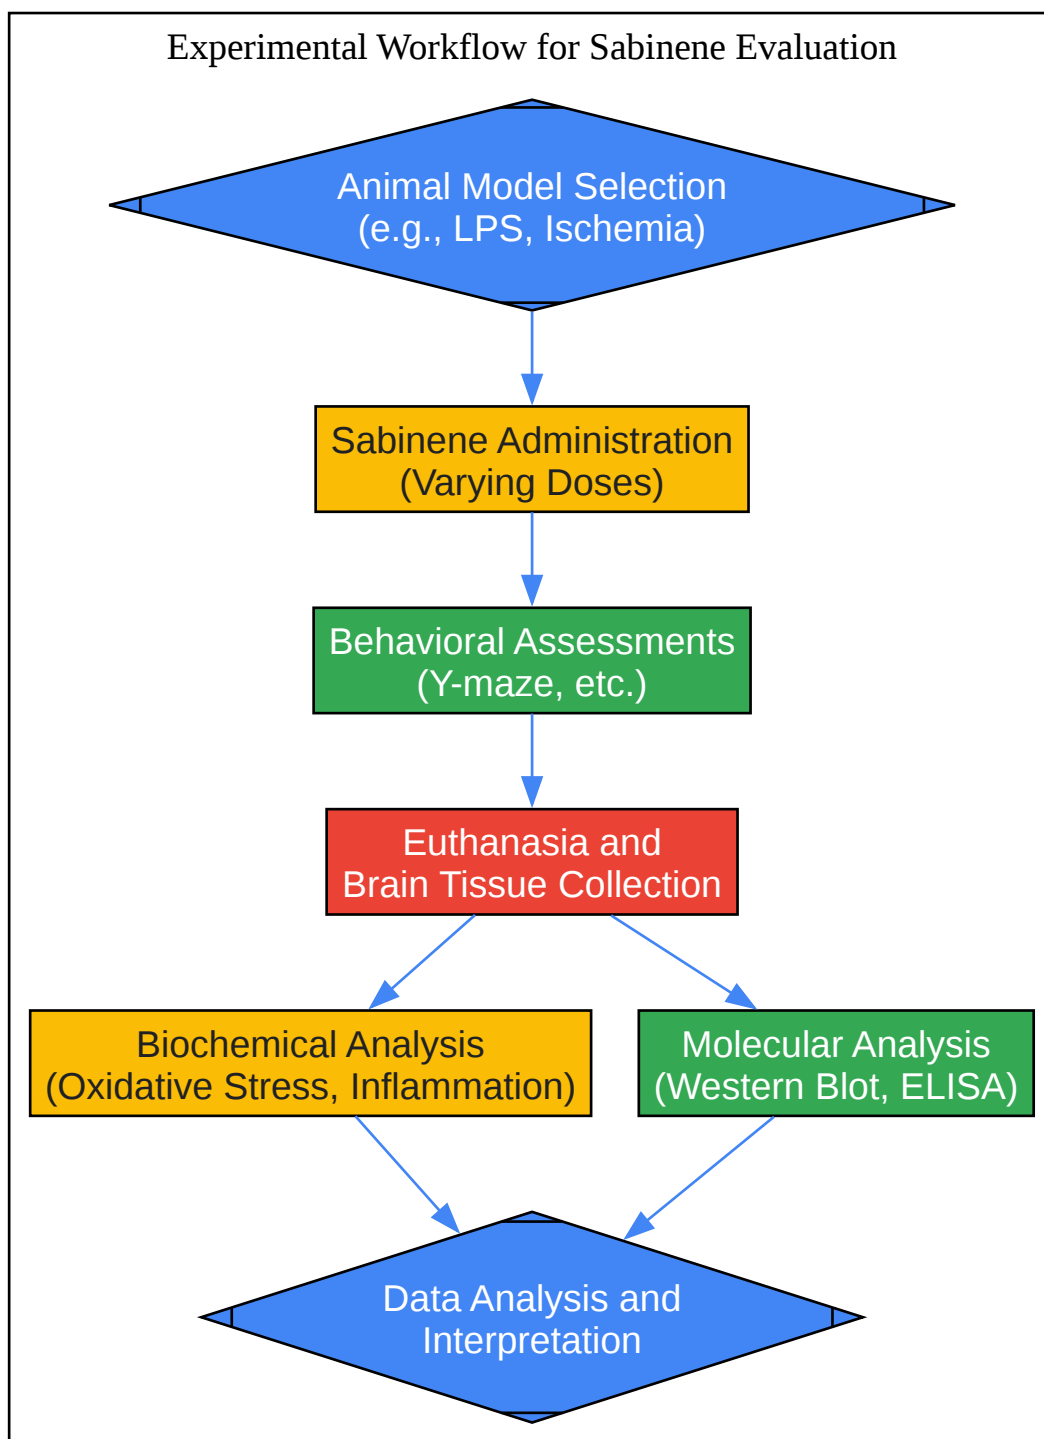 Experimental Workflow for Sabinene Evaluation
Animal Model Selection
(e.g., LPS, Ischemia)
Sabinene Administration
(Varying Doses)
Behavioral Assessments
(Y-maze, etc.)
Euthanasia and
Brain Tissue Collection
Biochemical Analysis
(Oxidative Stress, Inflammation)
Molecular Analysis
(Western Blot, ELISA)
Data Analysis and
Interpretation